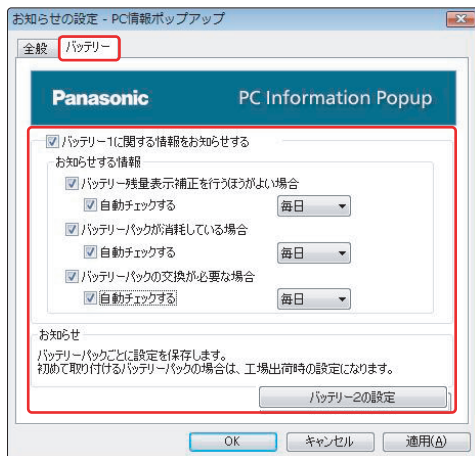 お知らせの設定 - PC情報ポップアップ
全般 バッテリー
Panasonic PC Information Popup
バッテリー1に関する情報をお知らせする
お知らせする情報
バッテリー残量表示補正を行うほうがよい場合
自動チェックする 毎日
バッテリーパックが消耗している場合
自動チェックする 毎日
バッテリーパックの交換が必要な場合
自動チェックする 毎日
お知らせ
バッテリーパックごとに設定を保存します。
初めて取り付けるバッテリーパックの場合は、工場出荷時の設定になります。
バッテリー2の設定
OK キャンセル 適用(A)